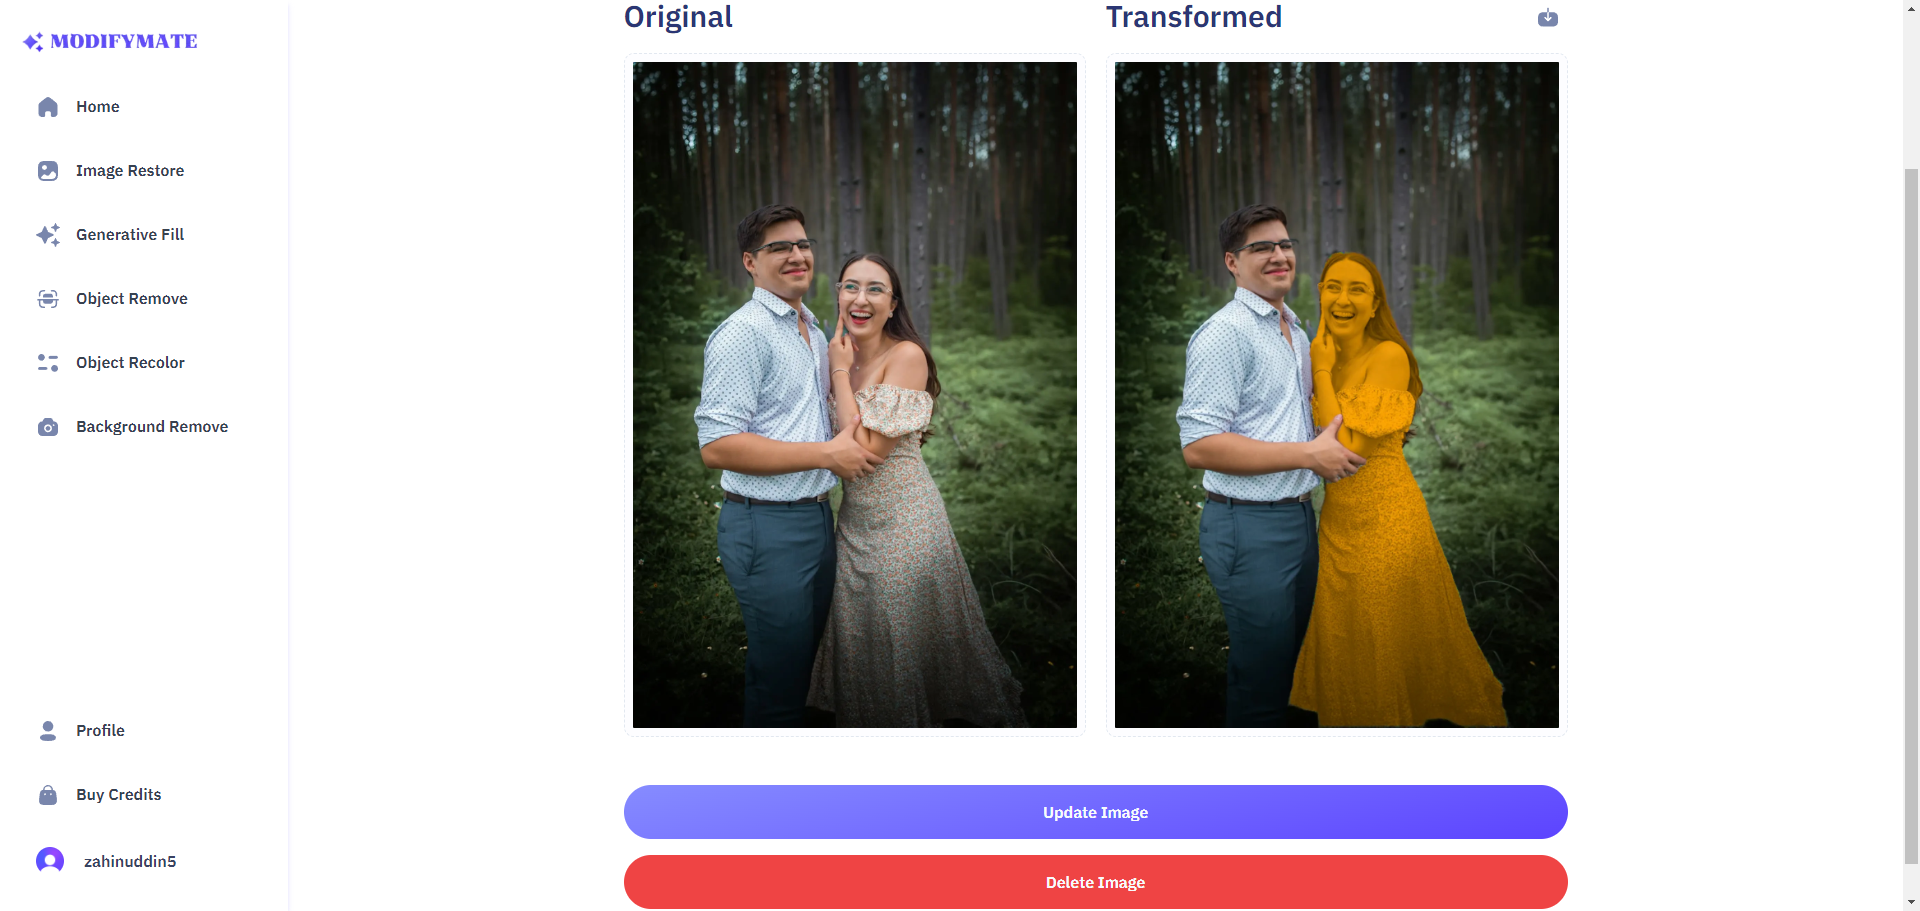 MODIFYMATE
Home
Image Restore
Generative Fill
Object Remove
Object Recolor
Background Remove
Profile
Buy Credits
zahinuddin5
Original
Transformed
Update Image
Delete Image